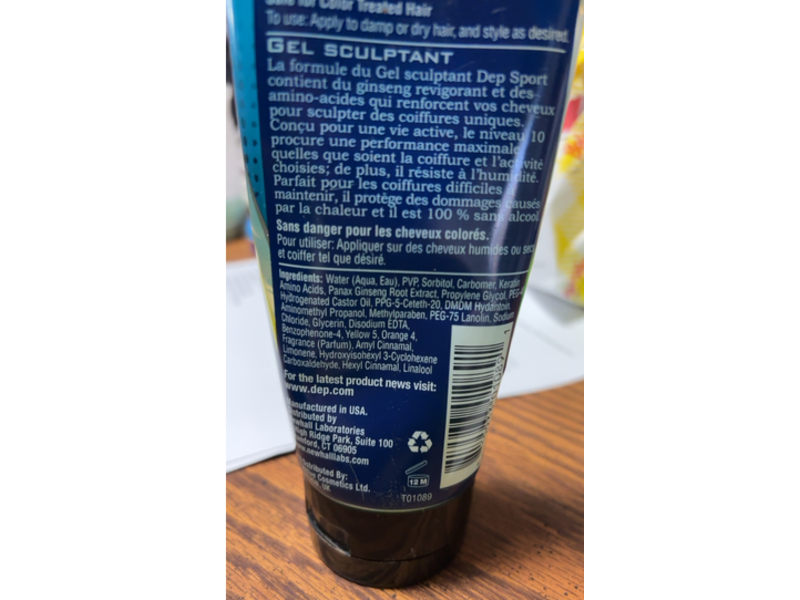 Safe for Color Treated Hair
To use: Apply to damp or dry hair, and style as desired.
GEL SCULPTANT
La formule du Gel sculptant Dep Sport
contient du ginseng revigorant et des
amino-acides qui renforcent vos cheveux
pour sculpter des coiffures uniques.
Conçu pour une vie active, le niveau 10
procure une performance maximale
quelles que soient la coiffure et l'activité
choisies; de plus, il résiste à l'humidité.
Parfait pour les coiffures difficiles à
maintenir, il protège des dommages causés
par la chaleur et il est 100 % sans alcool
Sans danger pour les cheveux colorés.
Pour utiliser: Appliquer sur des cheveux humides ou secs
et coiffer tel que désiré.
Ingredients: Water (Aqua, Eau), PVP, Sorbitol, Carbomer, Keratin
Amino Acids, Panax Ginseng Root Extract, Propylene Glycol,
Hydrogenated Castor Oil, PPG-5-Ceteth-20, DMDM Hydantoin,
Aminomethyl Propanol, Methylparaben, PEG-75 Lanolin, Sodium
Chloride, Glycerin, Disodium EDTA,
Benzophenone-4, Yellow 5, Orange 4,
Fragrance (Parfum), Amyl Cinnamal,
Limonene, Hydroxyisohexyl 3-Cyclohexene
Carboxaldehyde, Hexyl Cinnamal, Linalool
For the latest product news visit:
www.dep.com
Manufactured in USA.
Distributed by
Newhall Laboratories
High Ridge Park, Suite 100
Stamford, CT 06905
www.newhalllabs.com
Distributed By:
Cosmetics Ltd.
UK
12 M
T01089